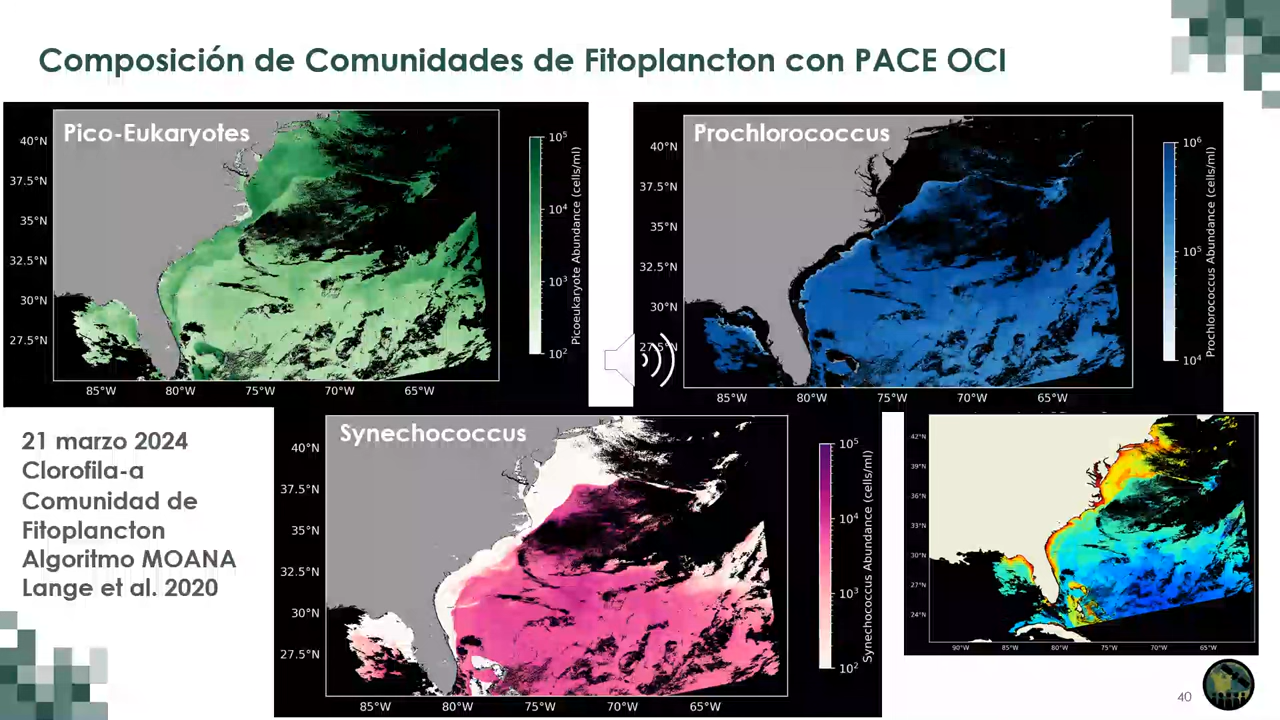 Composición de Comunidades de Fitoplancton con PACE OCI
Pico-Eukaryotes
40°N
37.5°N
35°N
32.5°N
30°N
27.5°N
85°W 80°W 75°W 70°W 65°W
10⁵
10⁴
10³
10²
Picoeukaryote Abundance (cells/ml)
Prochlorococcus
40°N
37.5°N
35°N
32.5°N
30°N
27.5°N
85°W 80°W 75°W 70°W 65°W
10⁶
10⁵
10⁴
Prochlorococcus Abundance (cells/ml)
21 marzo 2024
Clorofila-a
Comunidad de
Fitoplancton
Algoritmo MOANA
Lange et al. 2020
Synechococcus
40°N
37.5°N
35°N
32.5°N
30°N
27.5°N
85°W 80°W 75°W 70°W 65°W
10⁵
10⁴
10³
10²
Synechococcus Abundance (cells/ml)
42°N
39°N
36°N
33°N
30°N
27°N
24°N
90°W 85°W 80°W 75°W 70°W 65°W
40